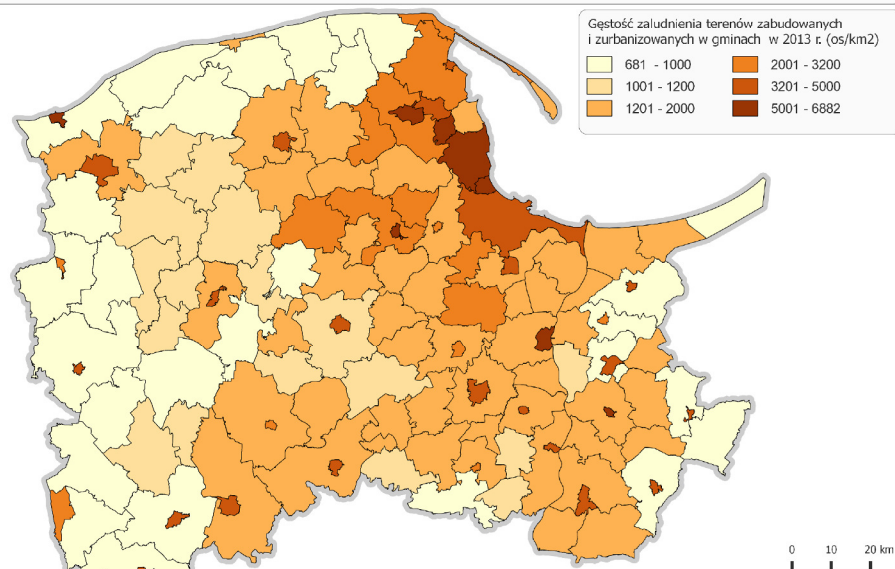 Gęstość zaludnienia terenów zabudowanych
i zurbanizowanych w gminach w 2013 r. (os/km2)
681 - 1000
2001 - 3200
1001 - 1200
3201 - 5000
1201 - 2000
5001 - 6882
0 10 20 km